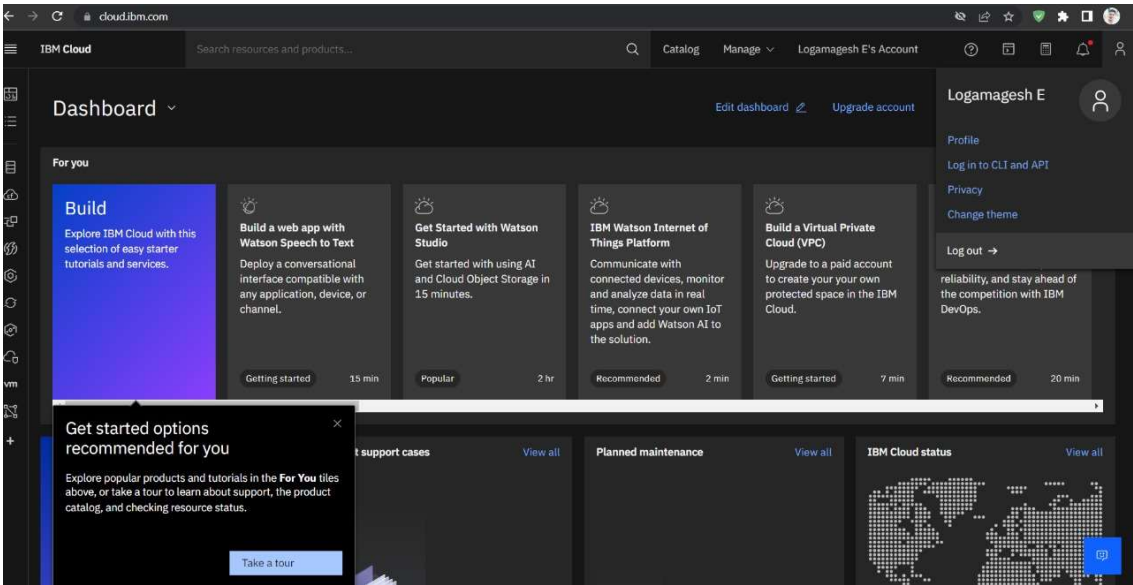 cloud.ibm.com
IBM Cloud
Search resources and products...
Catalog
Manage
Logamagesh E's Account
Logamagesh E
Profile
Log in to CLI and API
Privacy
Change theme
Log out →
Dashboard
Edit dashboard
Upgrade account
For you
Build
Explore IBM Cloud with this
selection of easy starter
tutorials and services.
Build a web app with
Watson Speech to Text
Deploy a conversational
interface compatible with
any application, device, or
channel.
Getting started
15 min
Get Started with Watson
Studio
Get started with using AI
and Cloud Object Storage in
15 minutes.
Popular
2 hr
IBM Watson Internet of
Things Platform
Communicate with
connected devices, monitor
and analyze data in real
time, connect your own IoT
apps and add Watson AI to
the solution.
Recommended
2 min
Build a Virtual Private
Cloud (VPC)
Upgrade to a paid account
to create your your own
protected space in the IBM
Cloud.
Getting started
7 min
reliability, and stay ahead of
the competition with IBM
DevOps.
Recommended
20 min
vm
Get started options
recommended for you
Explore popular products and tutorials in the For You tiles
above, or take a tour to learn about support, the product
catalog, and checking resource status.
Take a tour
support cases
View all
Planned maintenance
View all
IBM Cloud status
View all